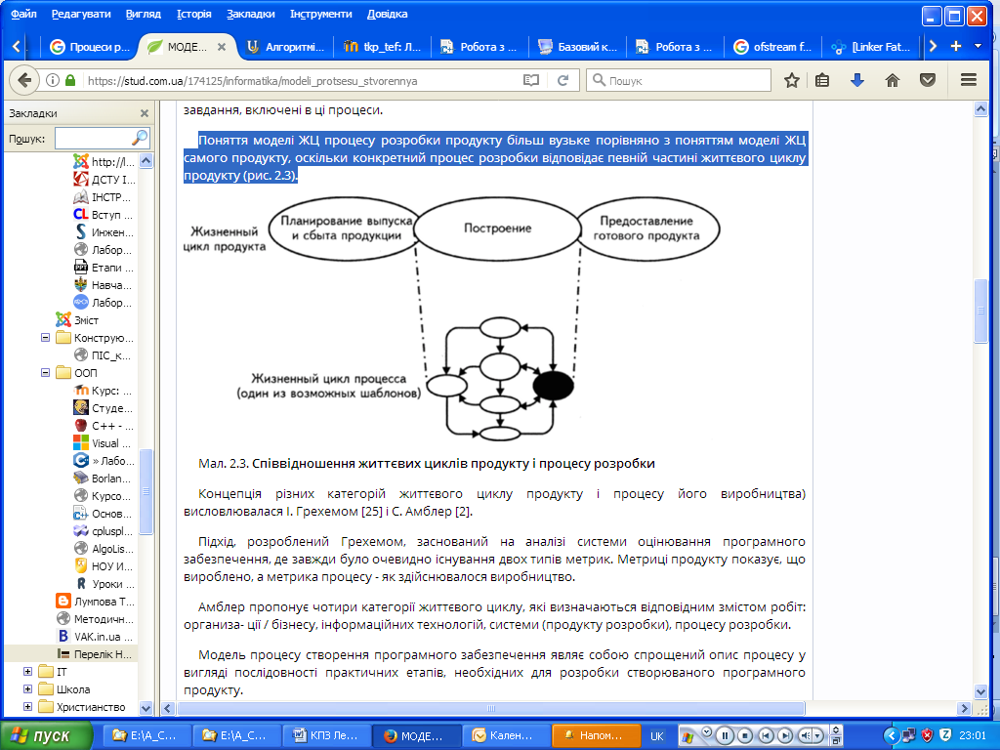 Файл Редагувати Вигляд Історія Закладки Інструменти Довідка
Процеси р... МОДЕ... Алгоритмі... tkp_tef: Л... Робота з ... Базовий к... Робота з ... ofstream f... [Linker Fat...
https://stud.com.ua/174125/informatika/modeli_protsesu_stvorennya Пошук
Закладки
Пошук:
http://l...
ДСТУ І...
ІНСТР...
Вступ ...
Инжен...
Лабор...
Етапи ...
Навча...
Лабор...
Зміст
Конструю...
ПІС_к...
ООП
Курс: ...
Студе...
C++ - ...
Visual ...
» Лабо...
Borlan...
Курсо...
Основ...
cpluspl...
AlgoLis...
НОУ И...
Уроки ...
Лумпова Т...
Методичн...
VAK.in.ua ...
Перелік Н...
ІТ
Школа
Християнство
завдання, включені в ці процеси.
Поняття моделі ЖЦ процесу розробки продукту більш вузьке порівняно з поняттям моделі ЖЦ
самого продукту, оскільки конкретний процес розробки відповідає певній частині життєвого циклу
продукту (рис. 2.3).
Жизненный
цикл продукта
Планирование выпуска
и сбыта продукции
Построение
Предоставление
готового продукта
Жизненный цикл процесса
(один из возможных шаблонов)
Мал. 2.3. Співвідношення життєвих циклів продукту і процесу розробки
Концепція різних категорій життєвого циклу продукту і процесу його виробництва)
висловлювалася І. Грехемом [25] і С. Амблер [2].
Підхід, розроблений Грехемом, заснований на аналізі системи оцінювання програмного
забезпечення, де завжди було очевидно існування двох типів метрик. Метриці продукту показує, що
вироблено, а метрика процесу - як здійснювалося виробництво.
Амблер пропонує чотири категорії життєвого циклу, які визначаються відповідним змістом робіт:
организа- ції / бізнесу, інформаційних технологій, системи (продукту розробки), процесу розробки.
Модель процесу створення програмного забезпечення являє собою спрощений опис процесу у
вигляді послідовності практичних етапів, необхідних для розробки створюваного програмного
продукту.
пуск E:\A_C... E:\A_C... КПЗ Ле... МОДЕ... Кален... Напом... UK 23:01